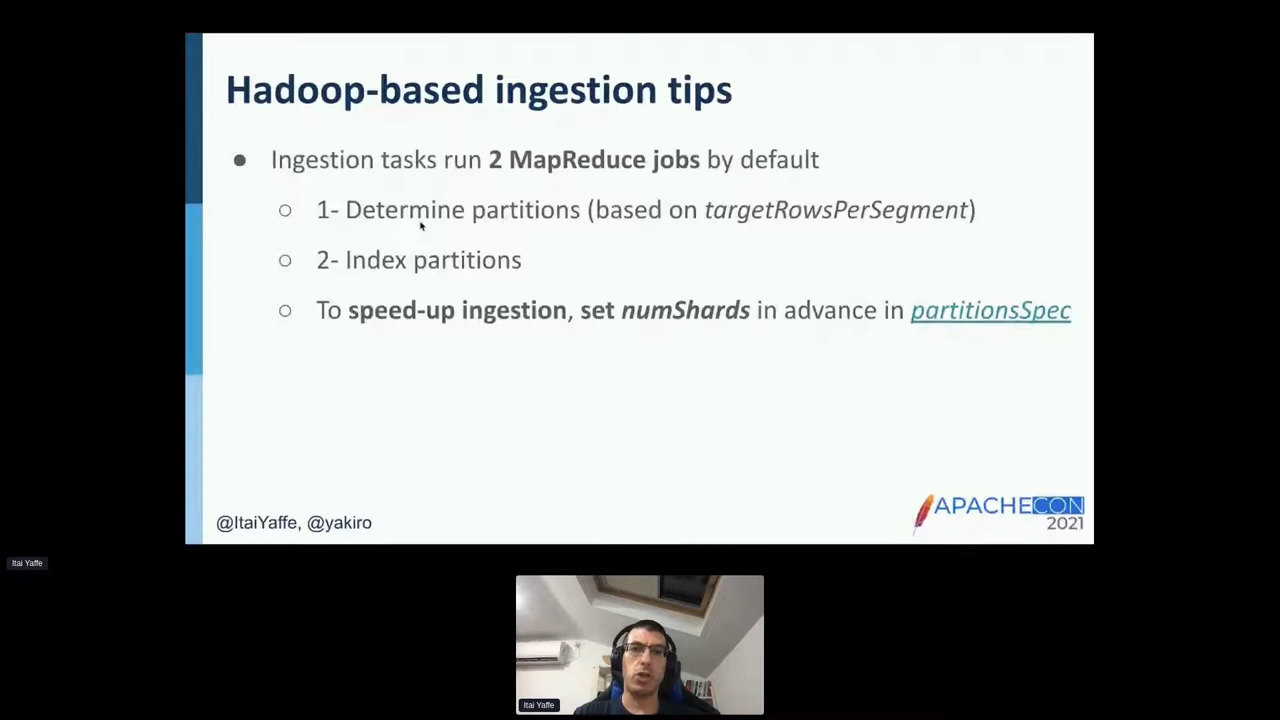 Hadoop-based ingestion tips
● Ingestion tasks run 2 MapReduce jobs by default
○ 1- Determine partitions (based on targetRowsPerSegment)
○ 2- Index partitions
○ To speed-up ingestion, set numShards in advance in partitionsSpec
@ItaiYaffe, @yakiro
APACHECON
2021
Itai Yaffe
Itai Yaffe